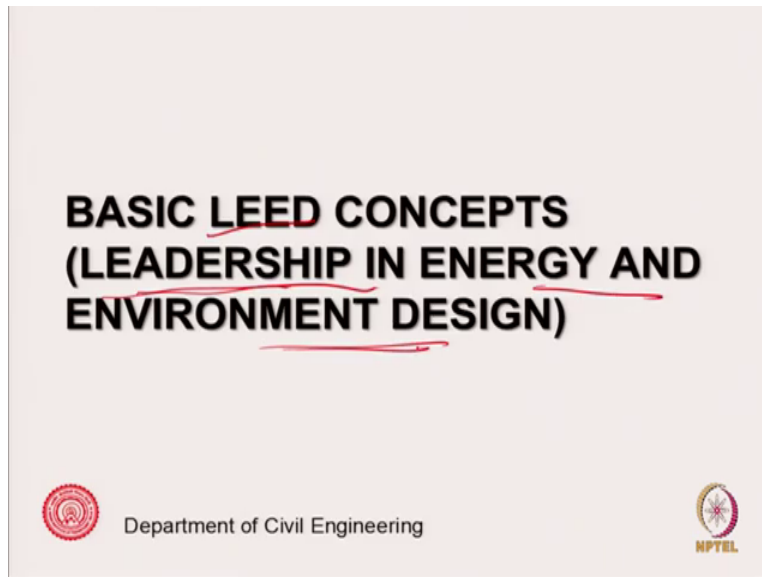 BASIC LEED CONCEPTS
(LEADERSHIP IN ENERGY AND
ENVIRONMENT DESIGN)
Department of Civil Engineering
NPTEL